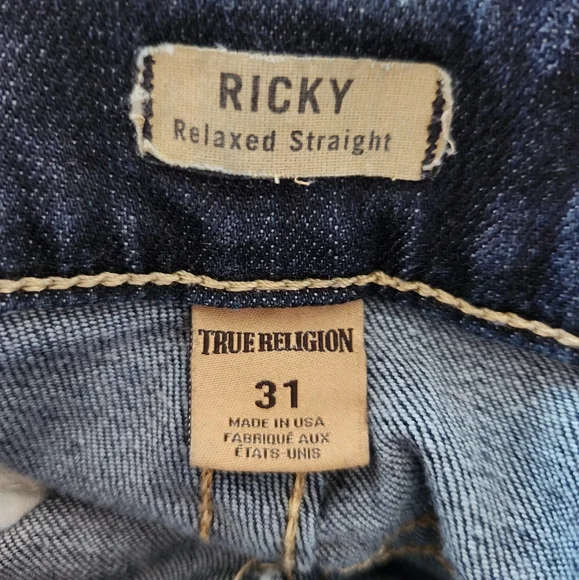 RICKY
Relaxed Straight
TRUE RELIGION
31
MADE IN USA
FABRIQUÉ AUX
ÉTATS-UNIS